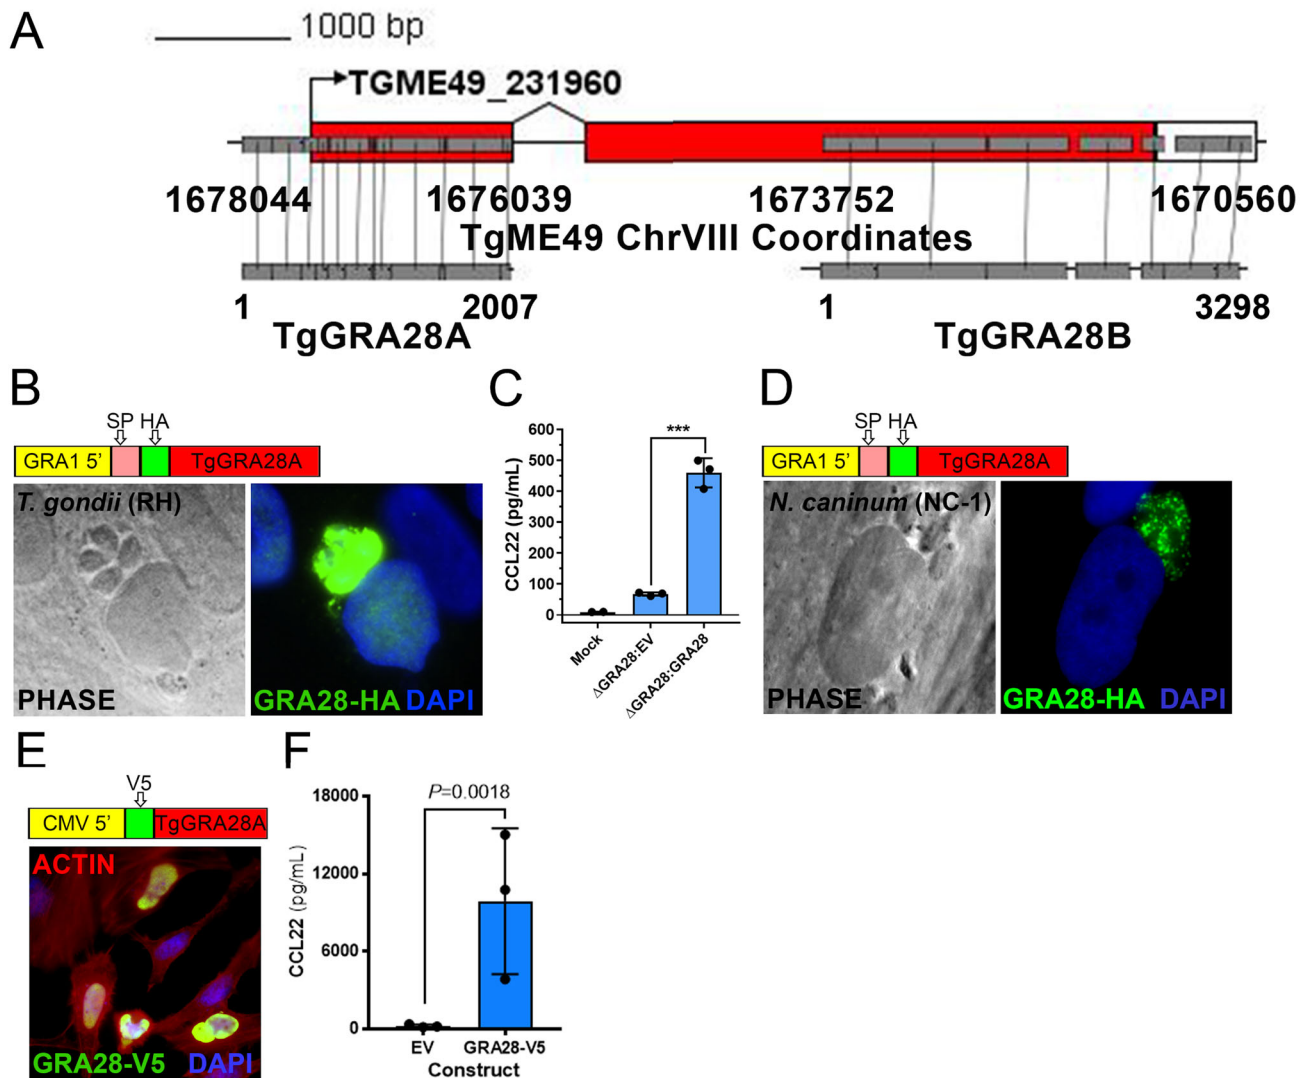 A
1000 bp
TGME49_231960
1678044 1676039 1673752 1670560
TgME49 ChrVIII Coordinates
1 2007 1 3298
TgGRA28A TgGRA28B
B
SP HA
GRA1 5’ TgGRA28A
T. gondii (RH)
PHASE
GRA28-HA DAPI
C
CCL22 (pg/mL)
600
500
400
300
200
100
0
***
Mock
△GRA28:EV
△GRA28:GRA28
D
SP HA
GRA1 5’ TgGRA28A
N. caninum (NC-1)
PHASE
GRA28-HA DAPI
E
V5
CMV 5’ TgGRA28A
ACTIN
GRA28-V5 DAPI
F
P=0.0018
CCL22 (pg/mL)
18000
12000
6000
0
EV GRA28-V5
Construct